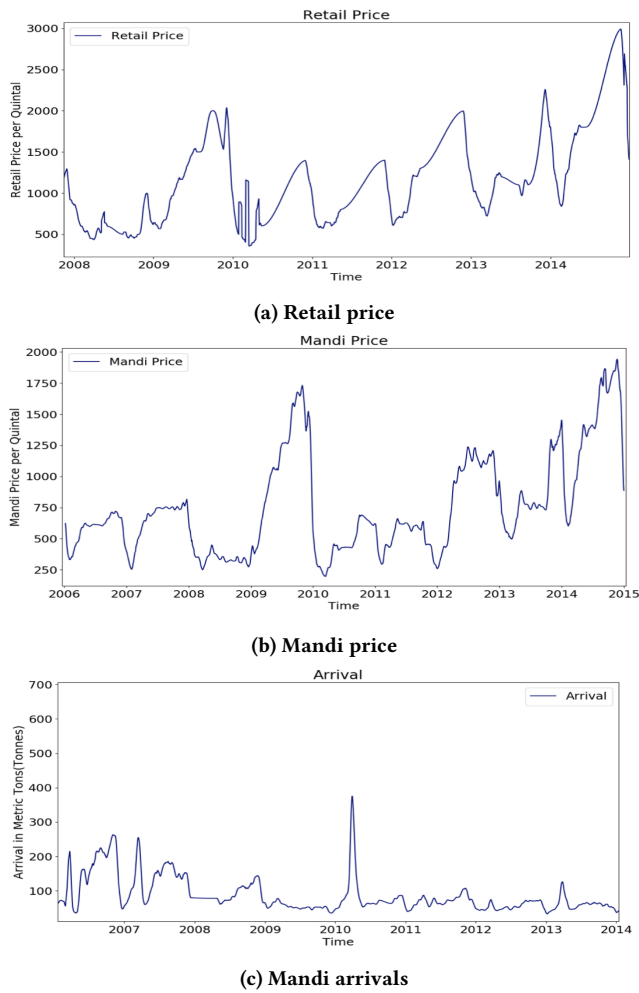 Retail Price
Retail Price
3000
2500
2000
1500
1000
500
Retail Price per Quintal
2008 2009 2010 2011 2012 2013 2014
Time
(a) Retail price
Mandi Price
Mandi Price
2000
1750
1500
1250
1000
750
500
250
Mandi Price per Quintal
2006 2007 2008 2009 2010 2011 2012 2013 2014 2015
Time
(b) Mandi price
Arrival
Arrival
700
600
500
400
300
200
100
Arrival in Metric Tons(Tonnes)
2007 2008 2009 2010 2011 2012 2013 2014
Time
(c) Mandi arrivals